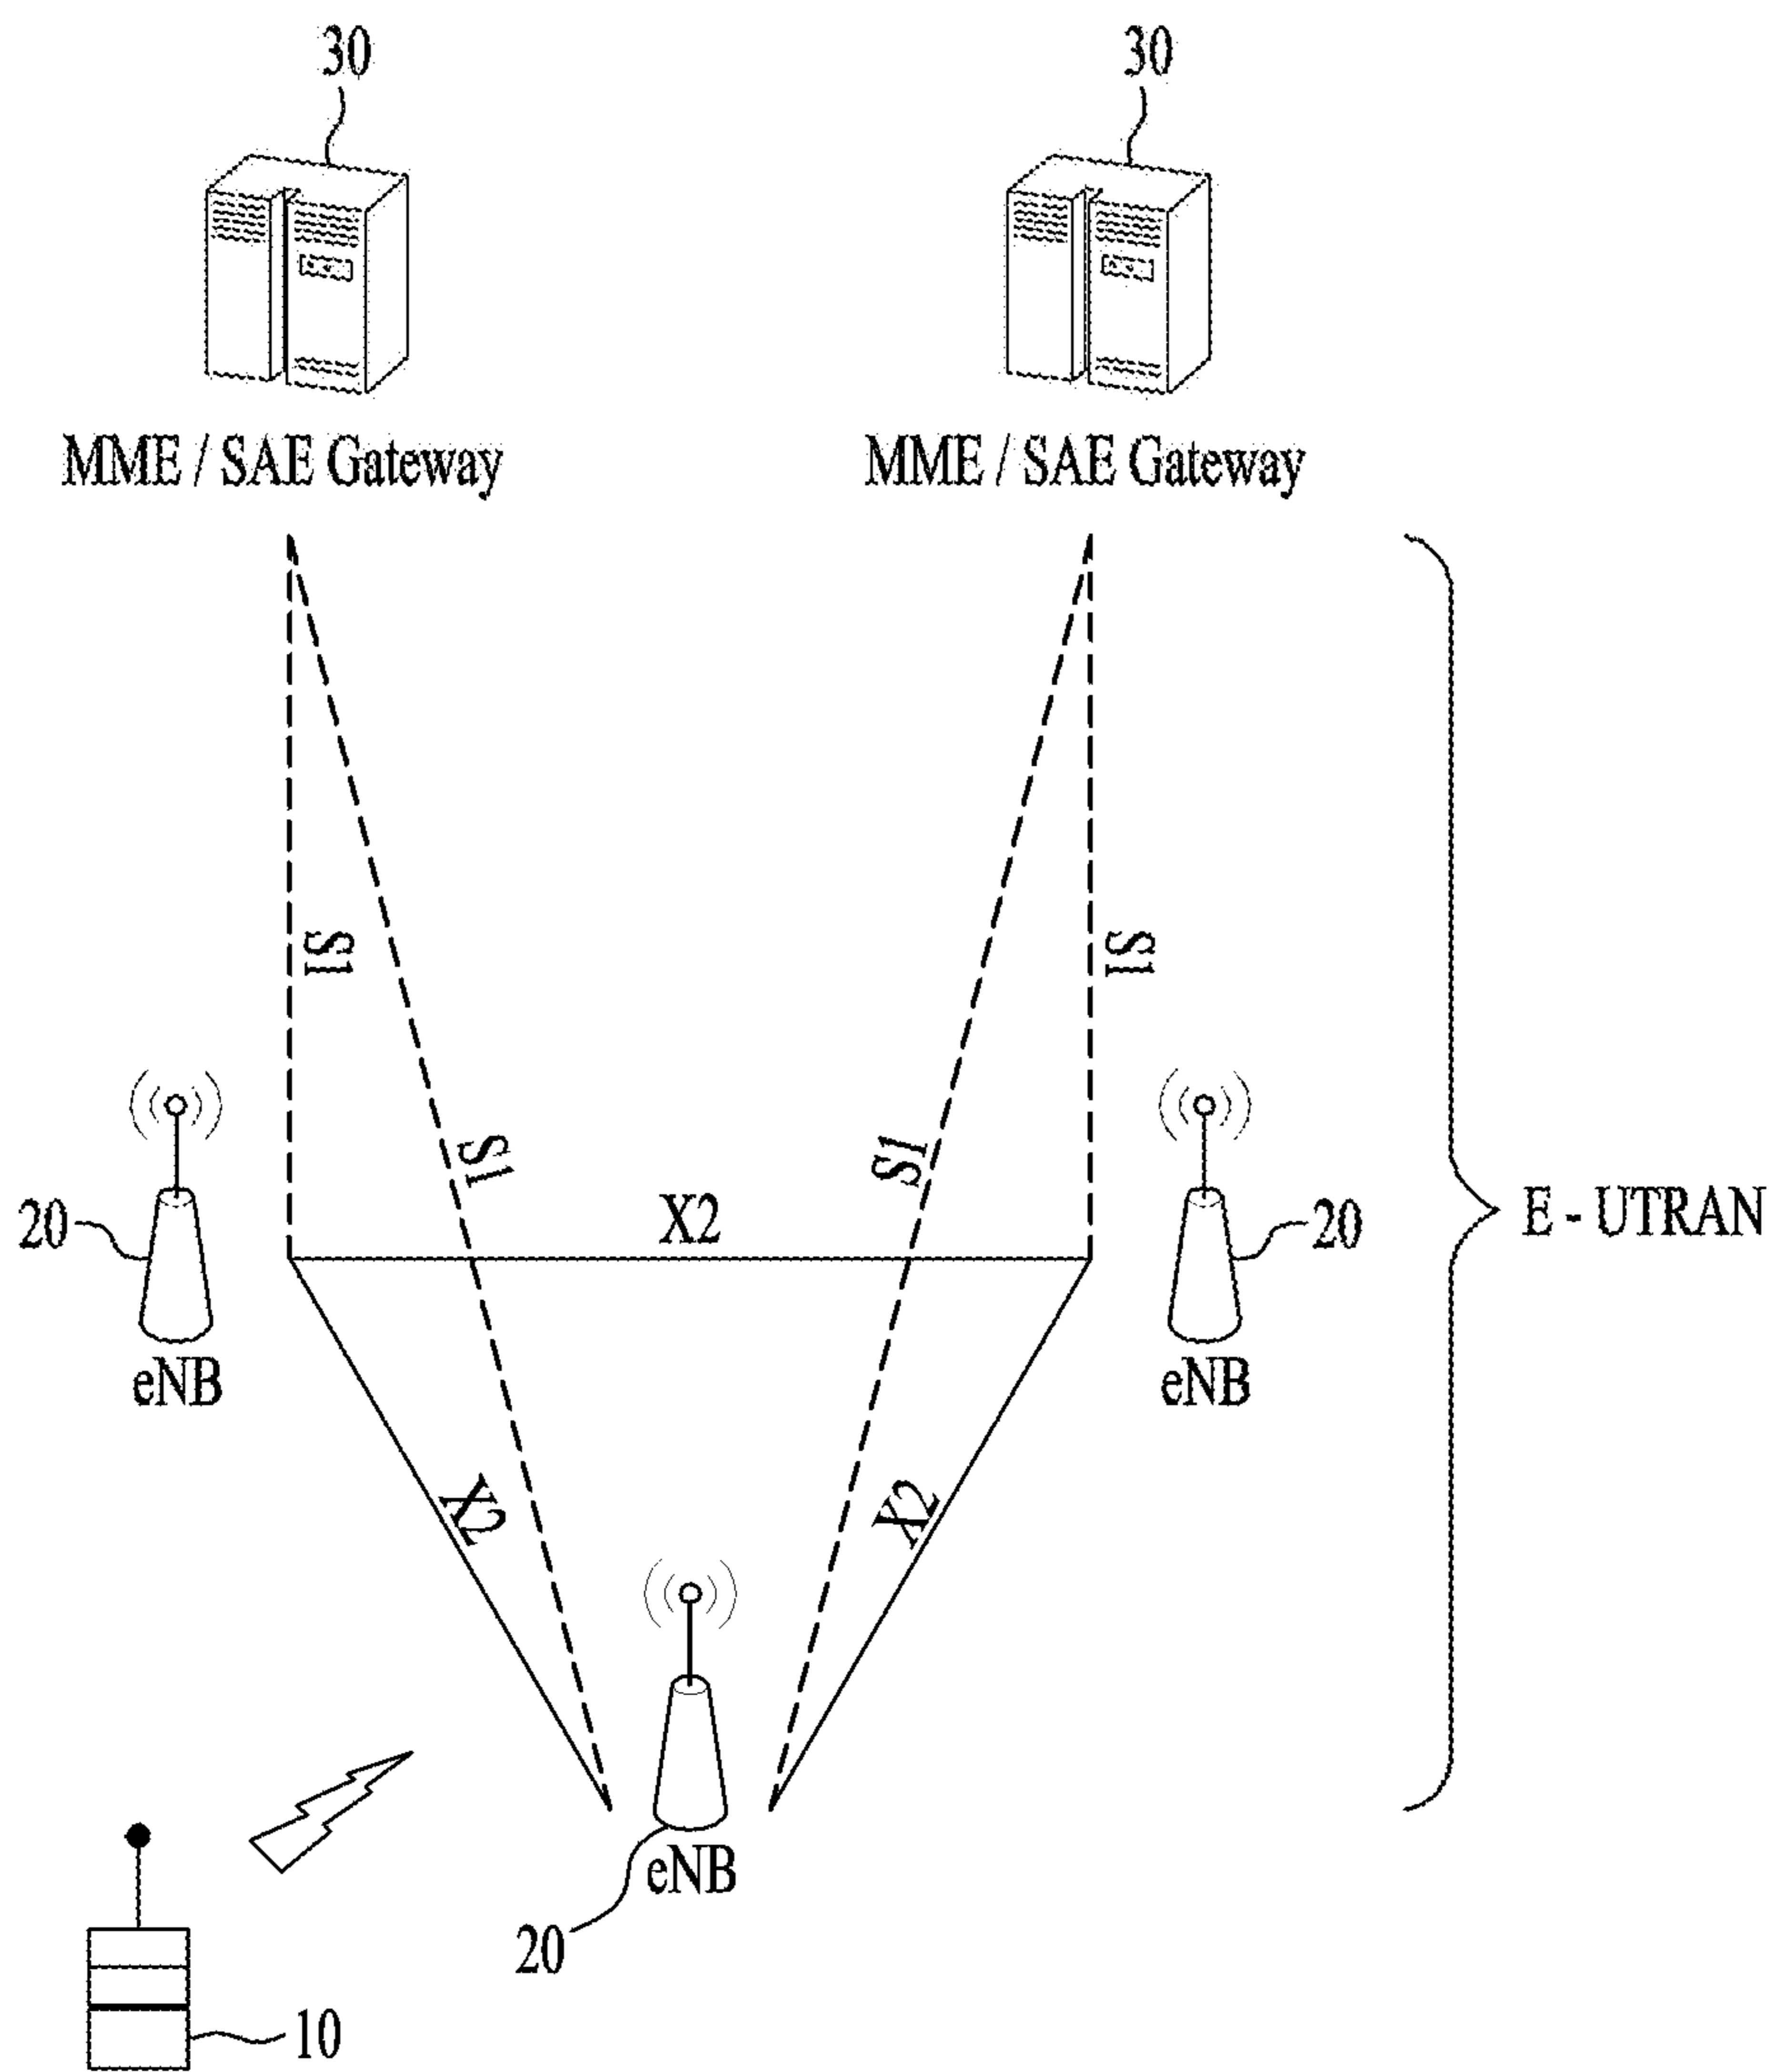 30
30
MME / SAE Gateway
MME / SAE Gateway
S1
S1
S1
S1
X2
20
20
E - UTRAN
eNB
eNB
X2
X2
eNB
20
10